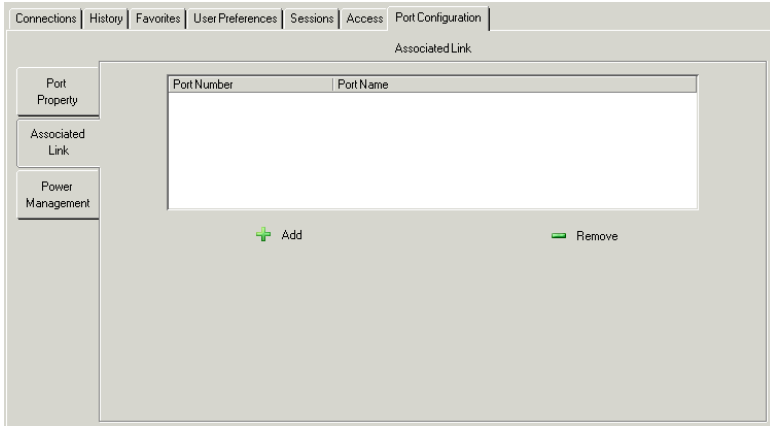 Connections History Favorites User Preferences Sessions Access Port Configuration
Associated Link
Port
Property
Associated
Link
Power
Management
Port Number Port Name
Add Remove